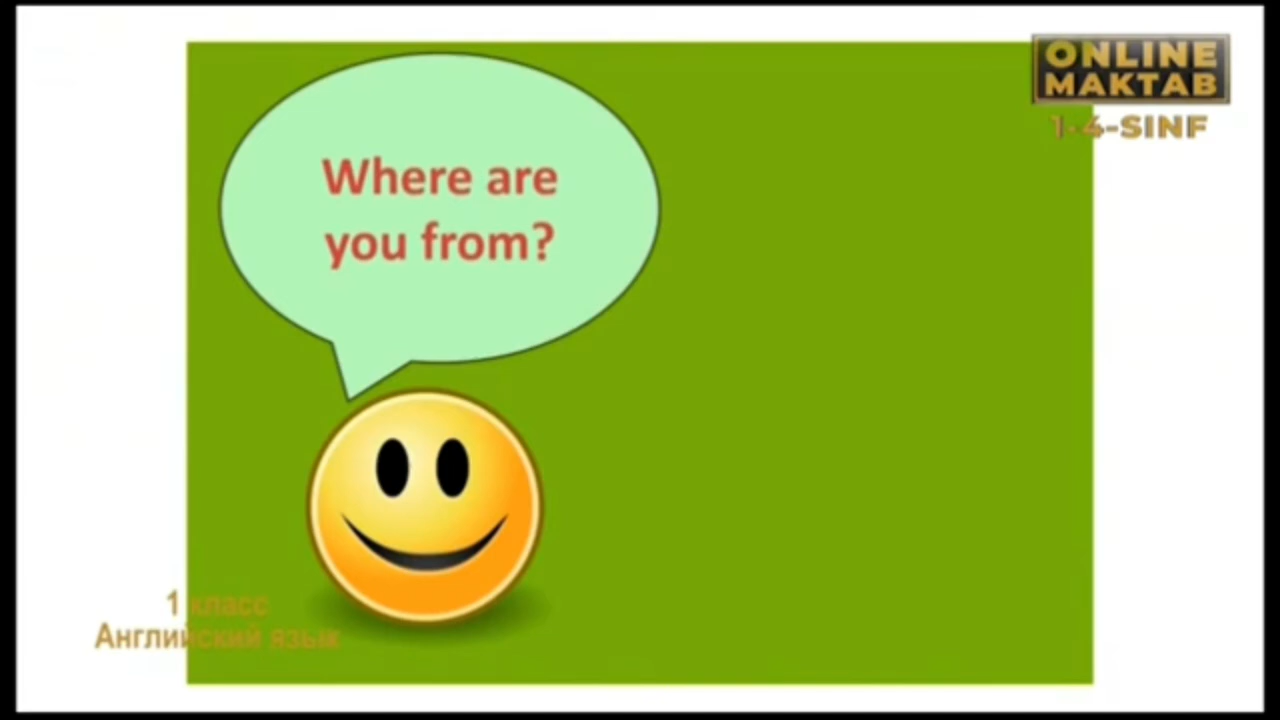 ONLINE
MAKTAB
1-4-SINF
Where are
you from?
1 класс
Английский язык